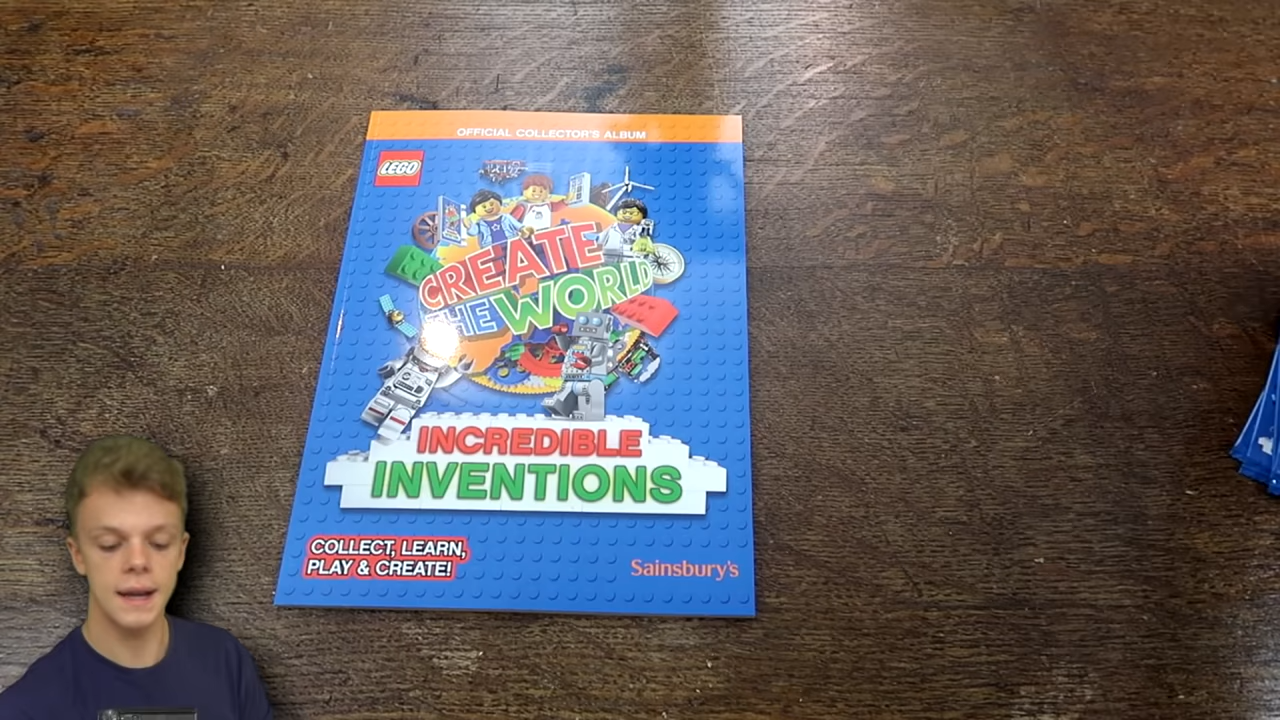 OFFICIAL COLLECTOR'S ALBUM
LEGO
CREATE
THE WORLD
INCREDIBLE
INVENTIONS
COLLECT, LEARN,
PLAY & CREATE!
Sainsbury's